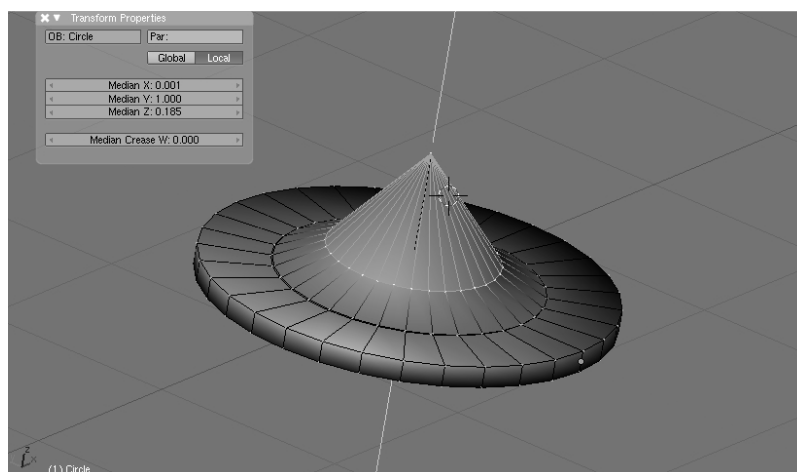 Transform Properties
OB: Circle Par:
Global Local
Median X: 0.001
Median Y: 1.000
Median Z: 0.185
Median Crease W: 0.000
z
x
(1) Circle